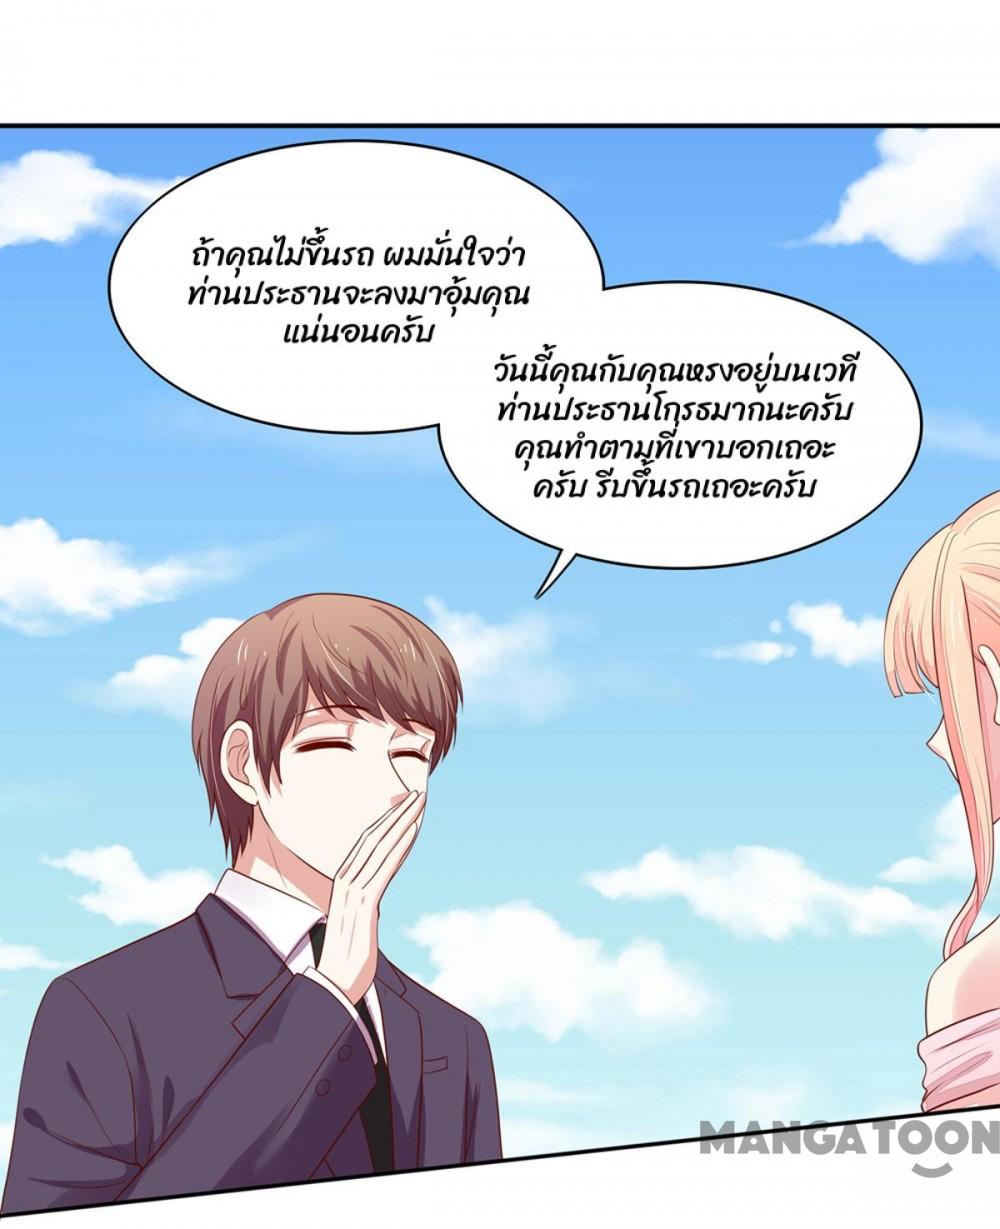 ถ้าคุณไม่ขึ้นรถ ผมมั่นใจว่า
ท่านประธานจะลงมาอุ้มคุณ
แน่นอนครับ
วันนี้คุณกับคุณหรงอยู่บนเวที
ท่านประธานโกรธมากนะครับ
คุณทำตามที่เขาบอกเถอะ
ครับ รีบขึ้นรถเถอะครับ
MANGATOON